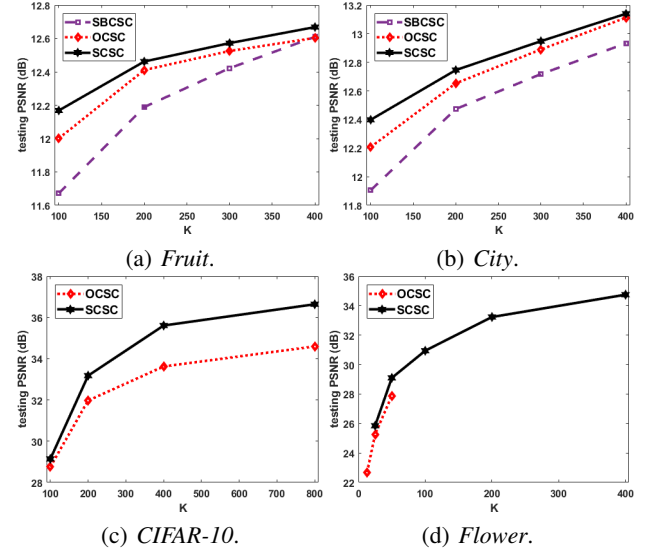 12.8
12.6
12.4
12.2
12
11.8
11.6
testing PSNR (dB)
SBCSC
OCSC
SCSC
100 150 200 250 300 350 400
K
(a) Fruit.
13.2
13
12.8
12.6
12.4
12.2
12
11.8
testing PSNR (dB)
SBCSC
OCSC
SCSC
100 150 200 250 300 350 400
K
(b) City.
38
36
34
32
30
28
testing PSNR (dB)
OCSC
SCSC
100 200 300 400 500 600 700 800
K
(c) CIFAR-10.
36
34
32
30
28
26
24
22
testing PSNR (dB)
OCSC
SCSC
0 100 200 300 400
K
(d) Flower.